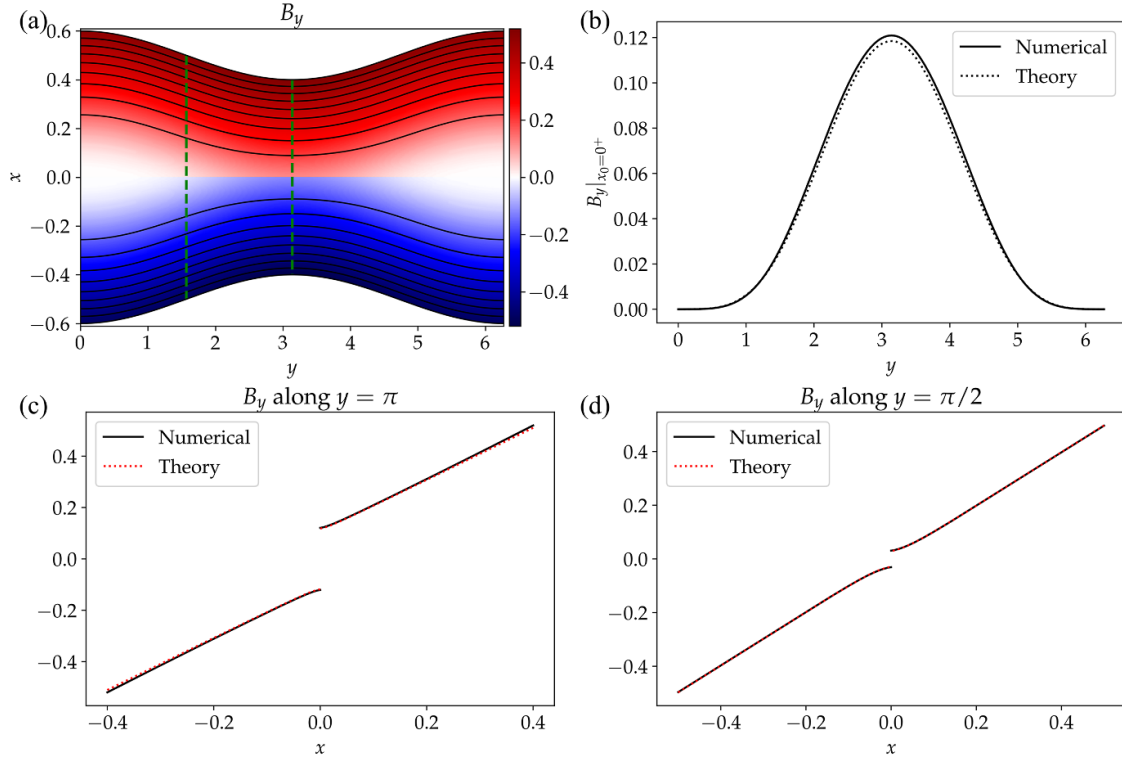 (a)
B_y
0.6
0.4
0.2
0.0
−0.2
−0.4
−0.6
x
0
1
2
3
4
5
6
y
0.4
0.2
0.0
−0.2
−0.4
(b)
0.12
0.10
0.08
0.06
0.04
0.02
0.00
B_y|_{x_0=0^+}
Numerical
Theory
0
1
2
3
4
5
6
y
(c)
B_y along y = π
Numerical
Theory
0.4
0.2
0.0
−0.2
−0.4
−0.4
−0.2
0.0
0.2
0.4
x
(d)
B_y along y = π/2
Numerical
Theory
0.4
0.2
0.0
−0.2
−0.4
−0.4
−0.2
0.0
0.2
0.4
x